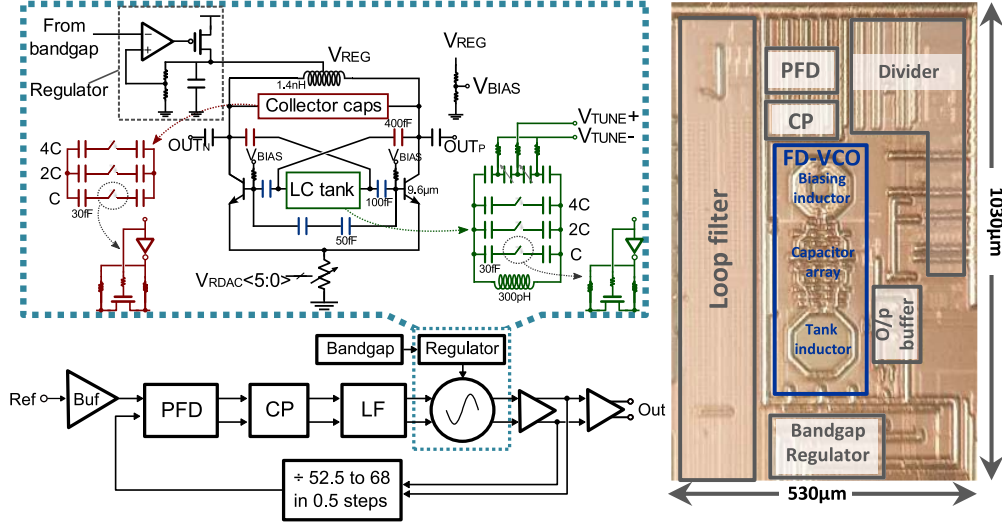 From
bandgap
Regulator
−
+
VREG
1.4nH
Collector caps
400fF
OUTN
OUTP
VBIAS
VBIAS
LC tank
9.6μm
100fF
50fF
VRDAC<5:0>
VREG
VBIAS
VTUNE+
VTUNE-
4C
2C
C
30fF
4C
2C
C
30fF
300pH
Bandgap
Regulator
Ref
Buf
PFD
CP
LF
Out
÷ 52.5 to 68
in 0.5 steps
Loop filter
PFD
CP
Divider
FD-VCO
Biasing
inductor
Capacitor
array
Tank
inductor
O/p
buffer
Bandgap
Regulator
1030μm
530μm